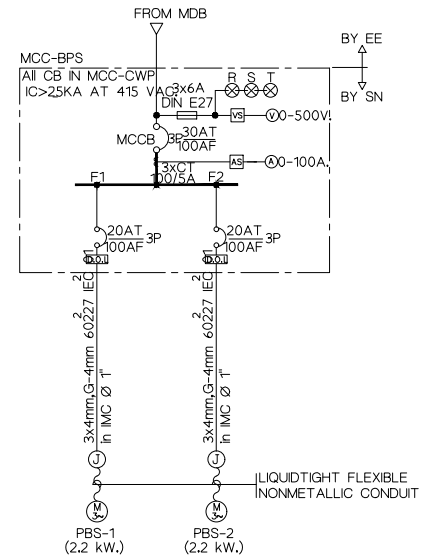 FROM MDB
BY EE
BY SN
MCC-BPS
All CB IN MCC-CWP
IC>25KA AT 415 VAC.
3x6A
DIN E27
R S T
VS
V
0-500V.
MCCB
3P
30AT
100AF
AS
A
0-100A.
3xCT
100/5A
F1
F2
20AT
100AF
3P
20AT
100AF
3P
D.O.L
D.O.L
3x4mm²,G-4mm² 60227 IEC 01
in IMC Ø 1"
3x4mm²,G-4mm² 60227 IEC 01
in IMC Ø 1"
J
J
LIQUIDTIGHT FLEXIBLE
NONMETALLIC CONDUIT
M
3~
M
3~
PBS-1
(2.2 kW.)
PBS-2
(2.2 kW.)